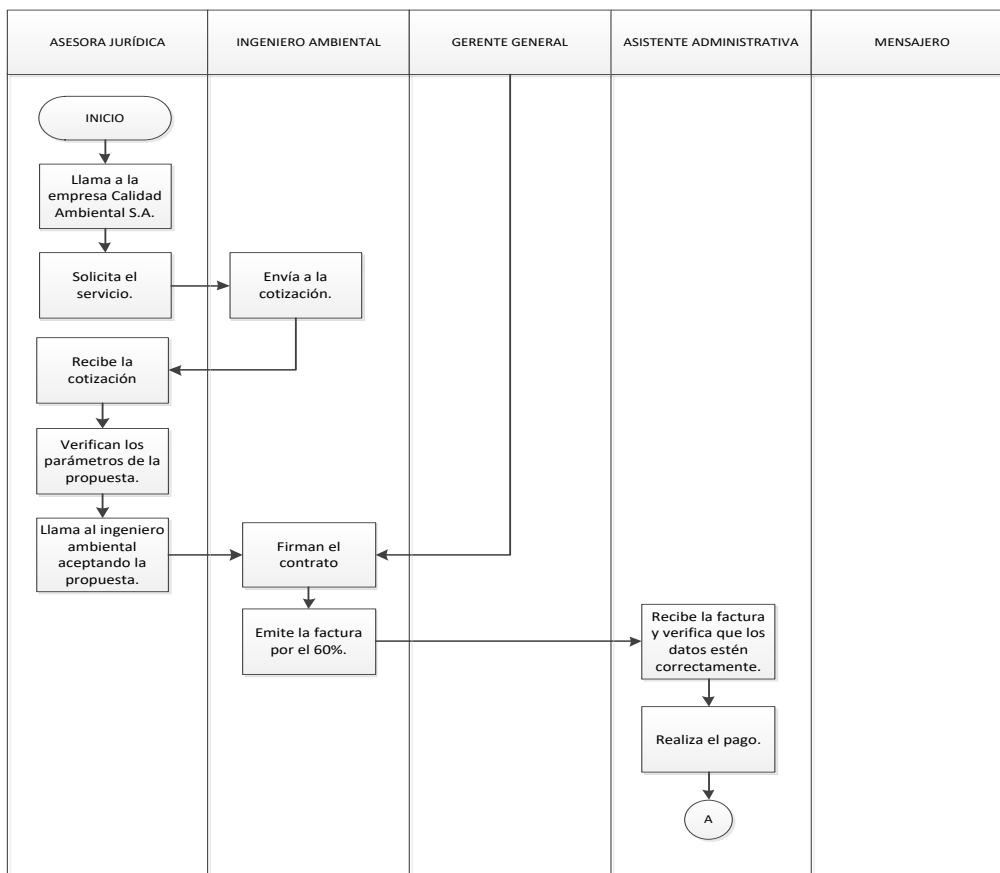 ASESORA JURÍDICA
INGENIERO AMBIENTAL
GERENTE GENERAL
ASISTENTE ADMINISTRATIVA
MENSAJERO
INICIO
Llama a la
empresa Calidad
Ambiental S.A.
Solicita el
servicio.
Envía a la
cotización.
Recibe la
cotización
Verifican los
parámetros de la
propuesta.
Llama al ingeniero
ambiental
aceptando la
propuesta.
Firman el
contrato
Emite la factura
por el 60%.
Recibe la factura
y verifica que los
datos estén
correctamente.
Realiza el pago.
A